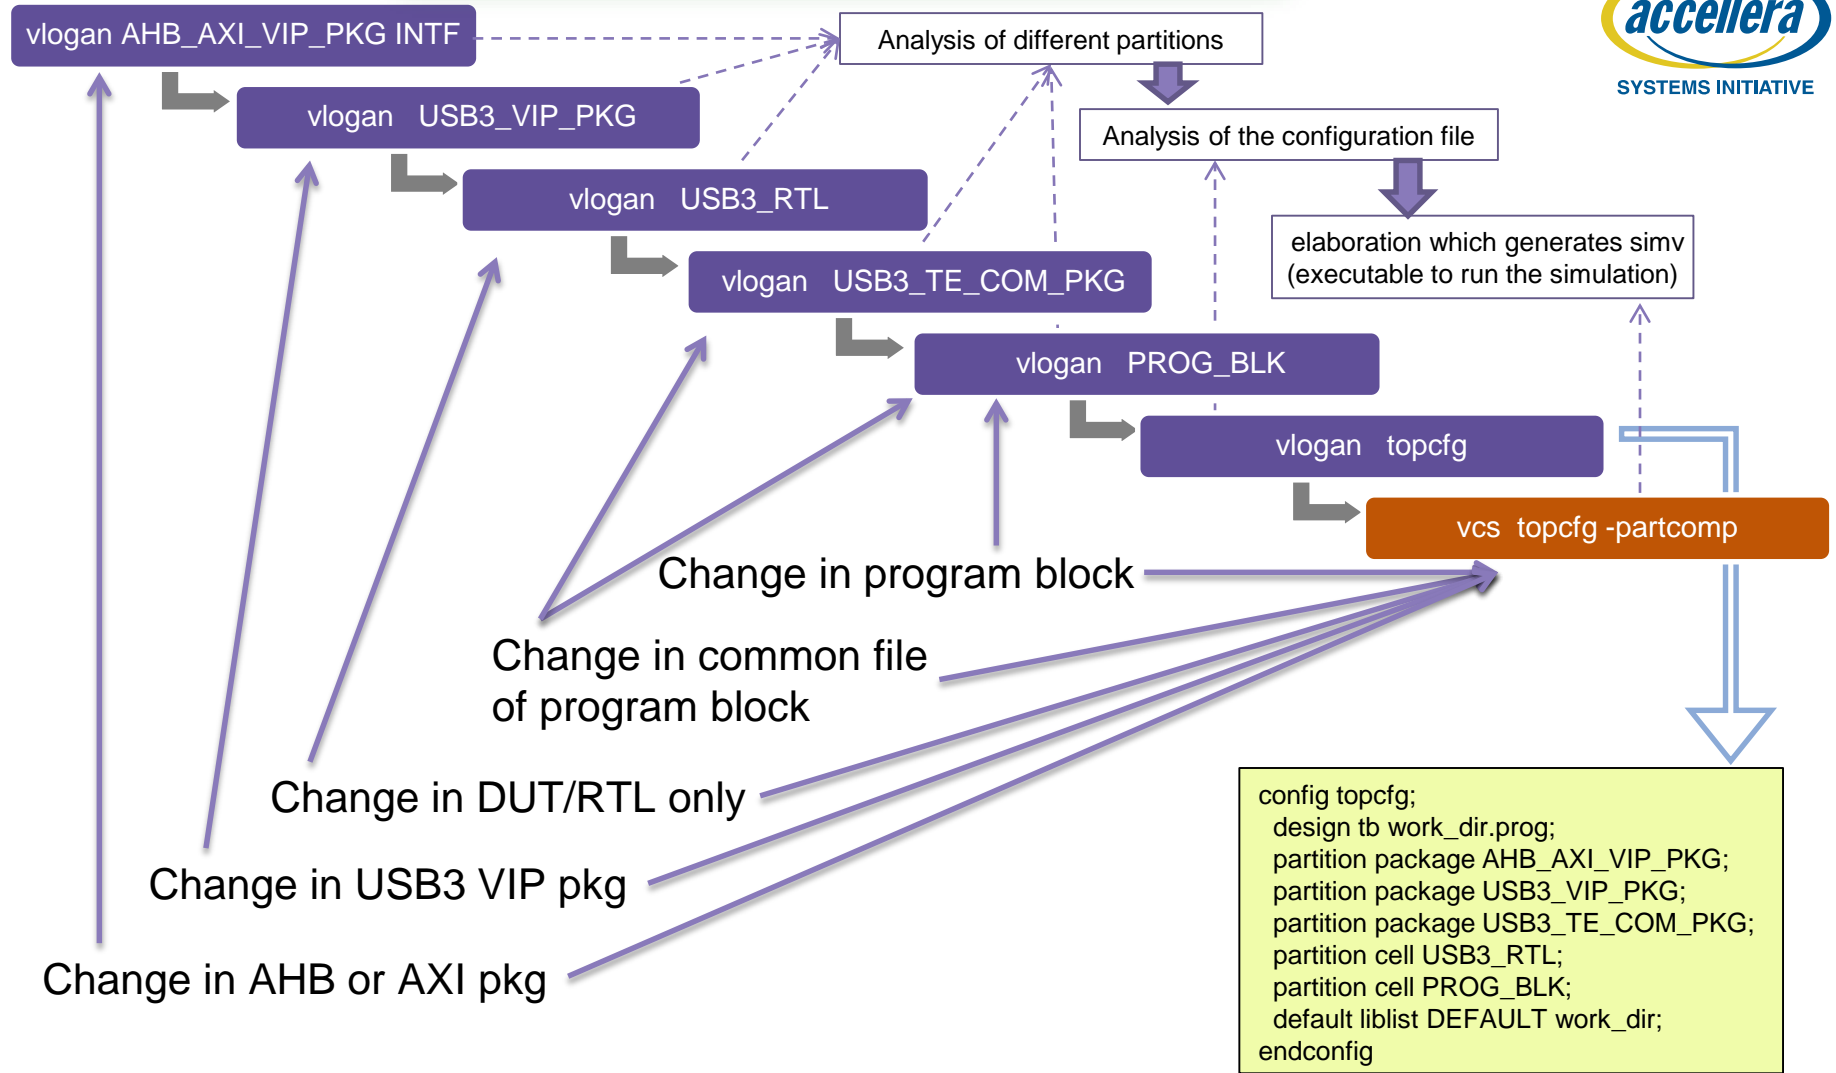 vlogan AHB_AXI_VIP_PKG INTF
Analysis of different partitions
accellera
SYSTEMS INITIATIVE
vlogan USB3_VIP_PKG
Analysis of the configuration file
vlogan USB3_RTL
elaboration which generates simv
(executable to run the simulation)
vlogan USB3_TE_COM_PKG
vlogan PROG_BLK
vlogan topcfg
vcs topcfg -partcomp
Change in program block
Change in common file
of program block
Change in DUT/RTL only
Change in USB3 VIP pkg
Change in AHB or AXI pkg
config topcfg;
design tb work_dir.prog;
partition package AHB_AXI_VIP_PKG;
partition package USB3_VIP_PKG;
partition package USB3_TE_COM_PKG;
partition cell USB3_RTL;
partition cell PROG_BLK;
default liblist DEFAULT work_dir;
endconfig